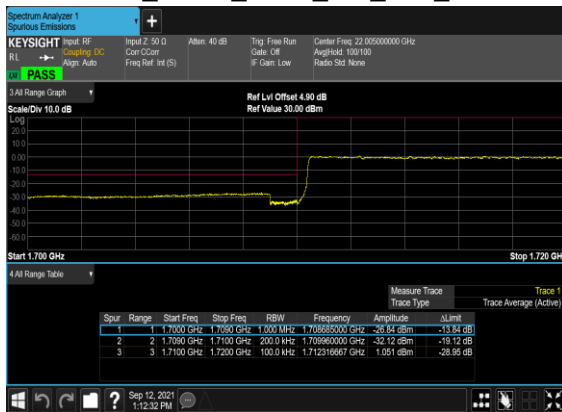 Spectrum Analyzer 1
Spurious Emissions
KEYSIGHT Input: RF Input Z: 50 Ω Atten: 40 dB Trig: Free Run Center Freq: 22.005000000 GHz
RL Coupling: DC Corr CCorr Gate: Off Avg|Hold: 100/100
Align: Auto Freq Ref: Int (S) IF Gain: Low Radio Std: None
PASS
3 All Range Graph
Ref Lvl Offset 4.90 dB
Scale/Div 10.0 dB Ref Value 30.00 dBm
Log
20.0
10.0
0.00
-10.0
-20.0
-30.0
-40.0
-50.0
-60.0
Start 1.700 GHz Stop 1.720 GH
4 All Range Table
Measure Trace Trace 1
Trace Type Trace Average (Active)
Spur Range Start Freq Stop Freq RBW Frequency Amplitude ΔLimit
1 1 1.7000 GHz 1.7090 GHz 1.000 MHz 1.708685000 GHz -26.84 dBm -13.84 dB
2 2 1.7090 GHz 1.7100 GHz 200.0 kHz 1.709960000 GHz -32.12 dBm -19.12 dB
3 3 1.7100 GHz 1.7200 GHz 100.0 kHz 1.712316667 GHz 1.051 dBm -28.95 dB
? Sep 12, 2021
1:12:32 PM